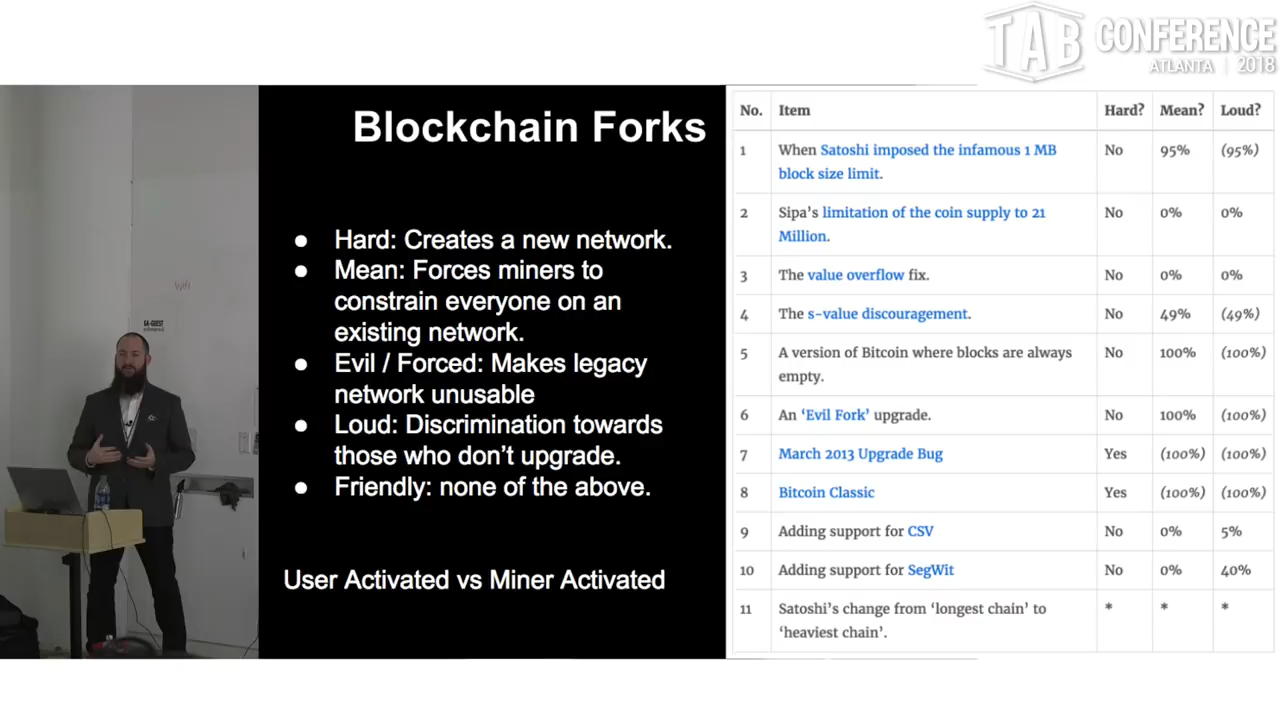 TAB CONFERENCE
ATLANTA | 2018
Blockchain Forks
● Hard: Creates a new network.
● Mean: Forces miners to
constrain everyone on an
existing network.
● Evil / Forced: Makes legacy
network unusable
● Loud: Discrimination towards
those who don’t upgrade.
● Friendly: none of the above.
User Activated vs Miner Activated
No. Item Hard? Mean? Loud?
1 When Satoshi imposed the infamous 1 MB No 95% (95%)
block size limit.
2 Sipa’s limitation of the coin supply to 21 No 0% 0%
Million.
3 The value overflow fix. No 0% 0%
4 The s-value discouragement. No 49% (49%)
5 A version of Bitcoin where blocks are always No 100% (100%)
empty.
6 An ‘Evil Fork’ upgrade. No 100% (100%)
7 March 2013 Upgrade Bug Yes (100%) (100%)
8 Bitcoin Classic Yes (100%) (100%)
9 Adding support for CSV No 0% 5%
10 Adding support for SegWit No 0% 40%
11 Satoshi’s change from ‘longest chain’ to * * *
‘heaviest chain’.
Wifi
GA-GUEST